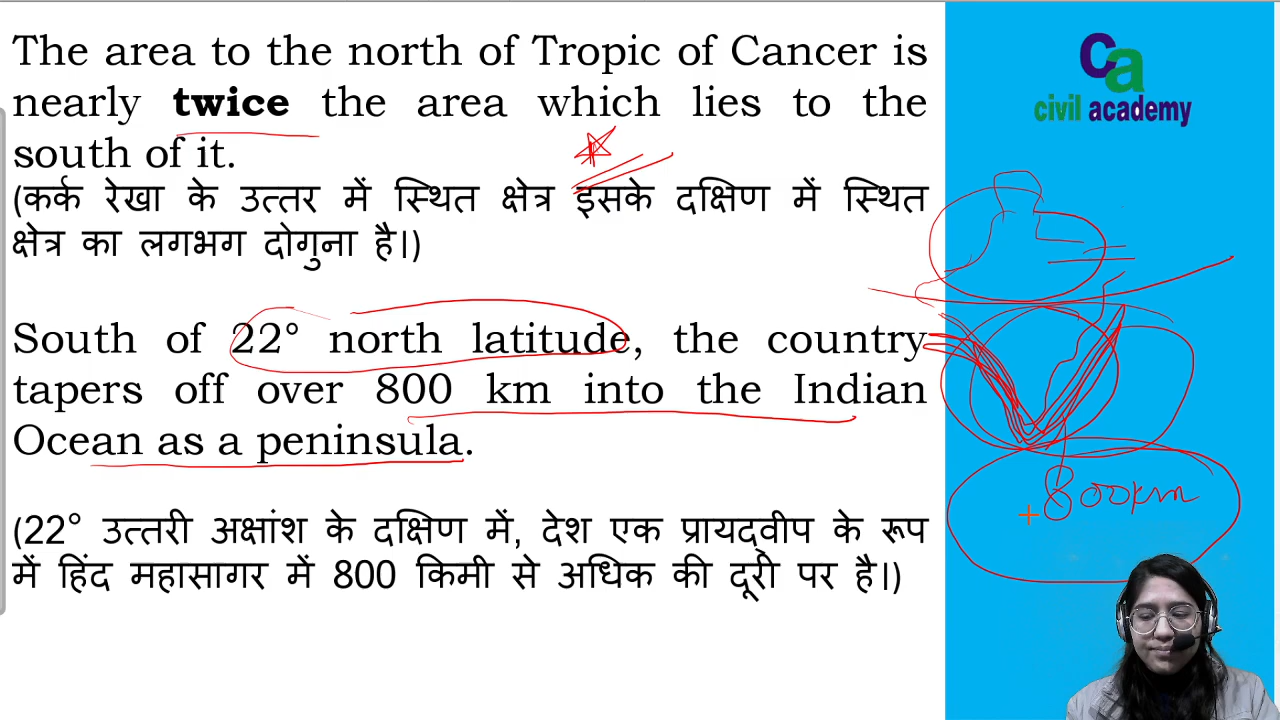 The area to the north of Tropic of Cancer is
nearly twice the area which lies to the
south of it.
(कर्क रेखा के उत्तर में स्थित क्षेत्र इसके दक्षिण में स्थित
क्षेत्र का लगभग दोगुना है।)
South of 22° north latitude, the country
tapers off over 800 km into the Indian
Ocean as a peninsula.
(22° उत्तरी अक्षांश के दक्षिण में, देश एक प्रायद्वीप के रूप
में हिंद महासागर में 800 किमी से अधिक की दूरी पर है।)
ca
civil academy
800km